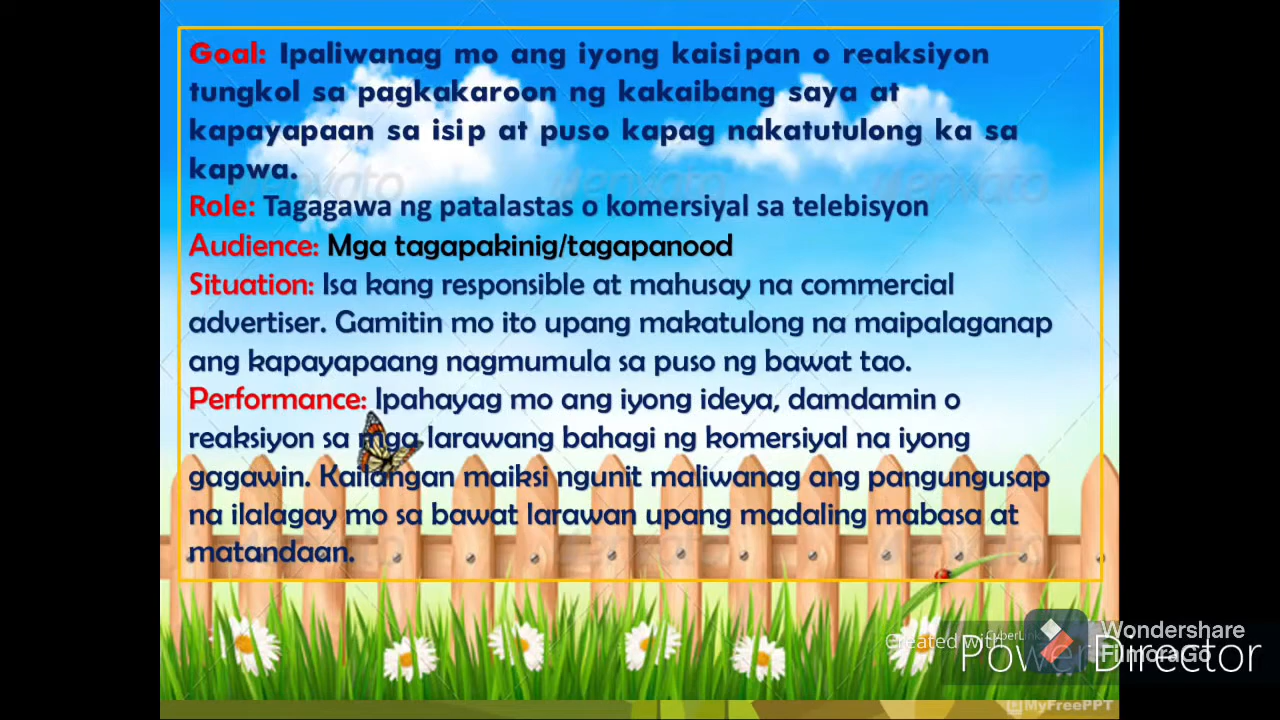 Goal: Ipaliwanag mo ang iyong kaisipan o reaksiyon
tungkol sa pagkakaroon ng kakaibang saya at
kapayapaan sa isip at puso kapag nakatutulong ka sa
kapwa.
Role: Tagagawa ng patalastas o komersiyal sa telebisyon
Audience: Mga tagapakinig/tagapanood
Situation: Isa kang responsible at mahusay na commercial
advertiser. Gamitin mo ito upang makatulong na maipalaganap
ang kapayapaang nagmumula sa puso ng bawat tao.
Performance: Ipahayag mo ang iyong ideya, damdamin o
reaksiyon sa mga larawang bahagi ng komersiyal na iyong
gagawin. Kailangan maiksi ngunit maliwanag ang pangungusap
na ilalagay mo sa bawat larawan upang madaling mabasa at
matandaan.
Created with
CyberLink
PowerDirector
Wondershare
FilmoraGo
MyFreePPT